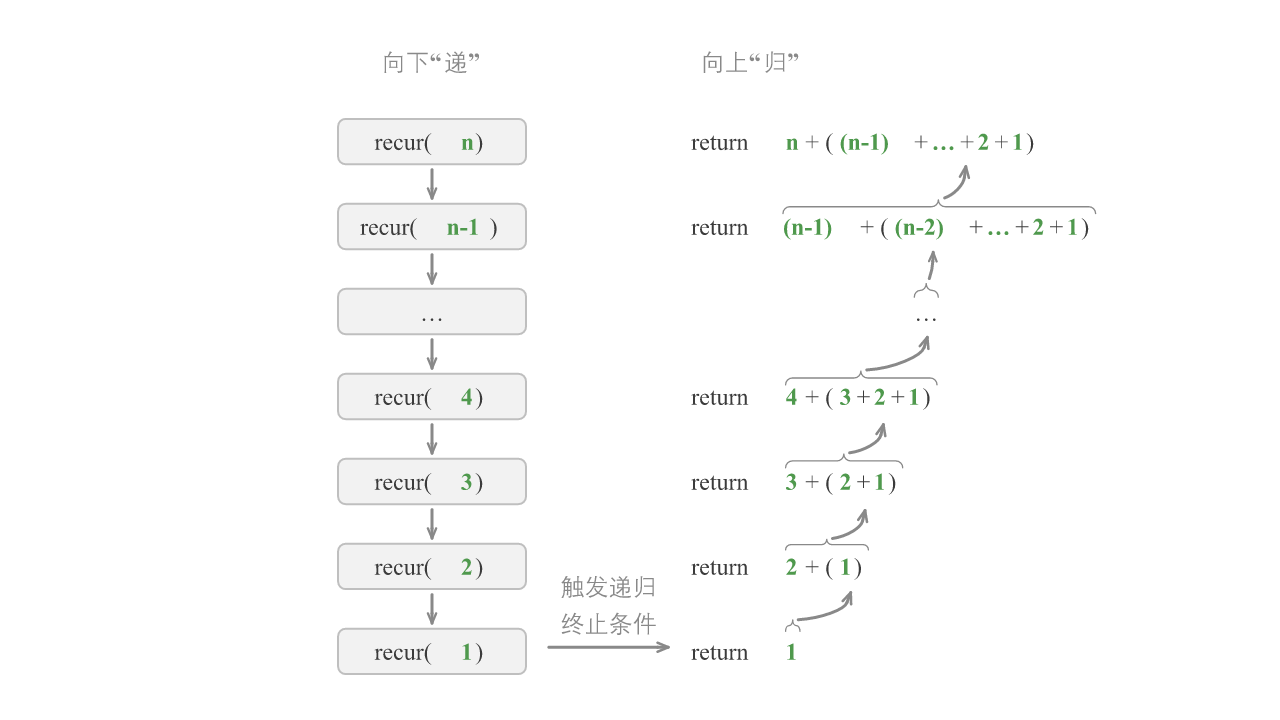 向下“递”
向上“归”
recur( n)
return n + ( (n-1) + … + 2 + 1 )
recur( n-1 )
return (n-1) + ( (n-2) + … + 2 + 1 )
…
…
recur( 4)
return 4 + ( 3 + 2 + 1 )
recur( 3)
return 3 + ( 2 + 1 )
recur( 2)
return 2 + ( 1 )
触发递归
终止条件
recur( 1)
return 1